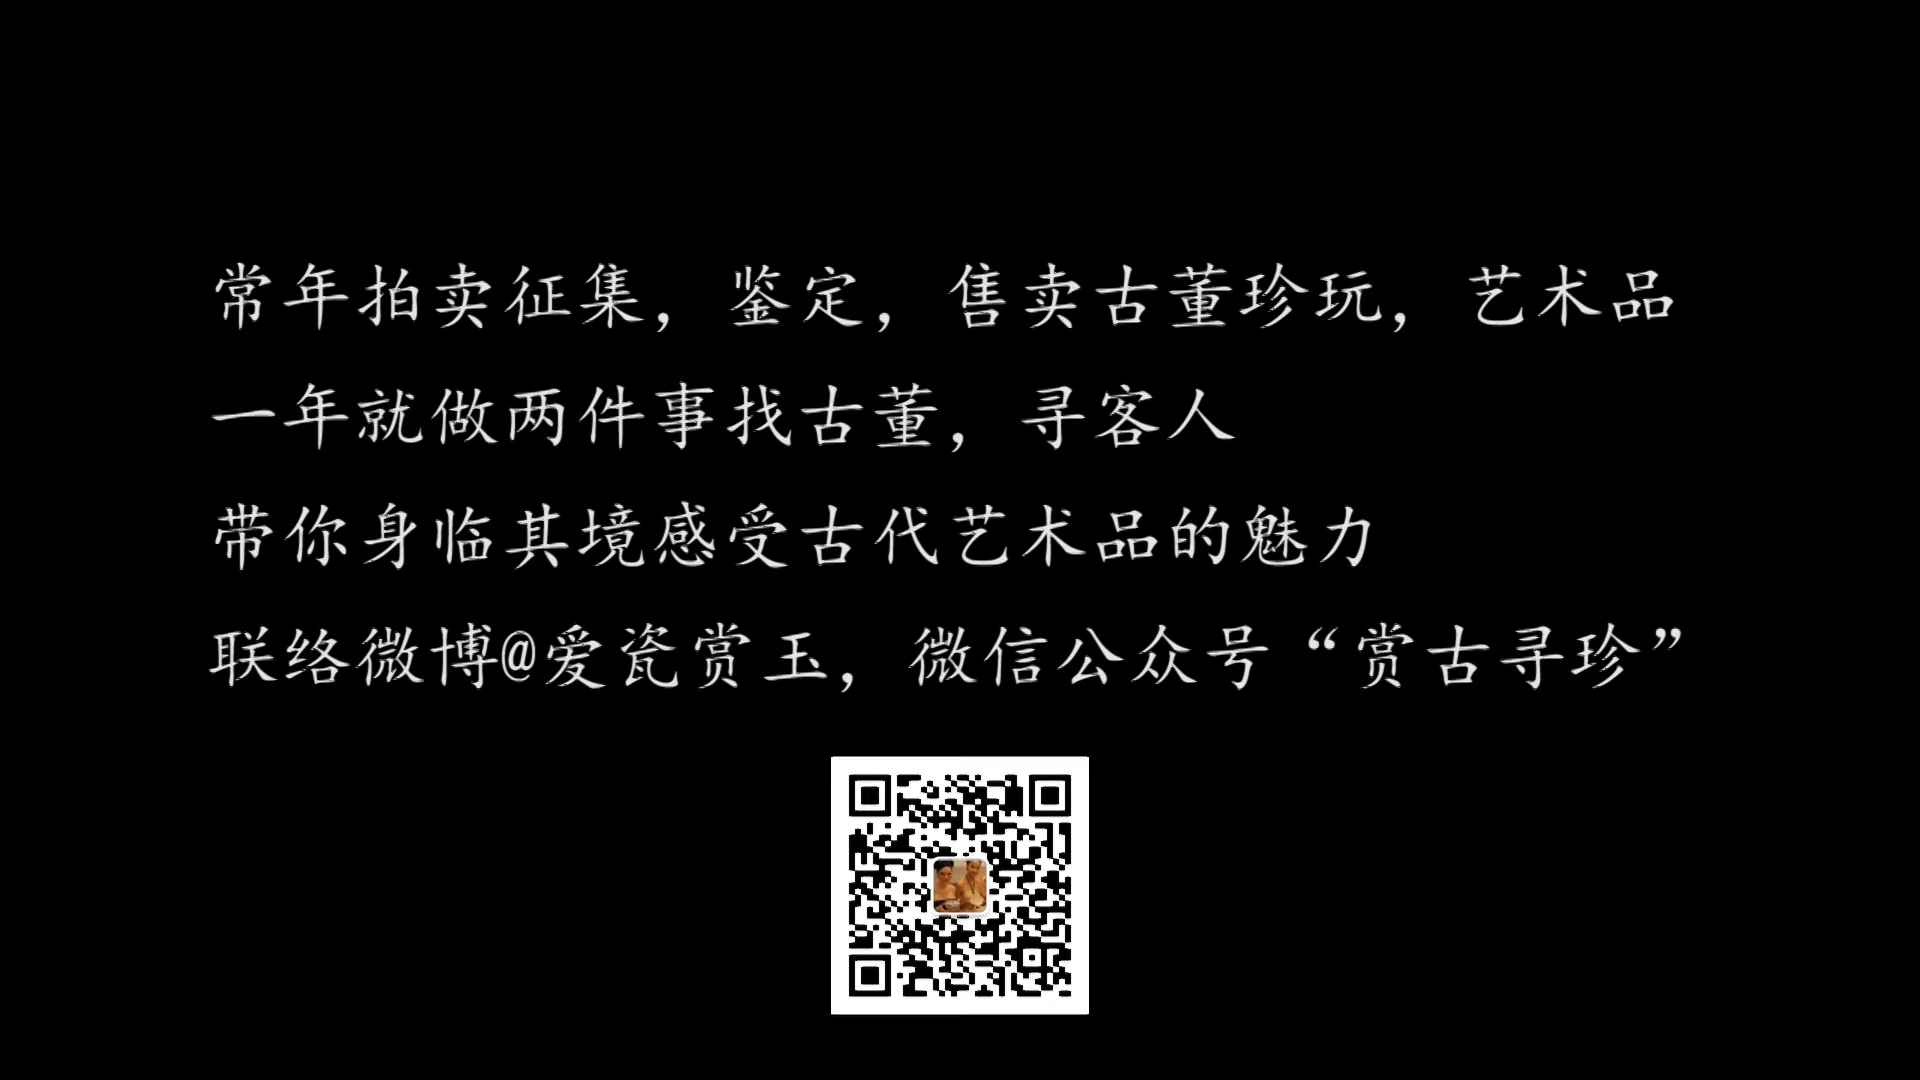 常年拍卖征集，鉴定，售卖古董珍玩，艺术品
一年就做两件事找古董，寻客人
带你身临其境感受古代艺术品的魅力
联络微博@爱瓷赏玉，微信公众号“赏古寻珍”